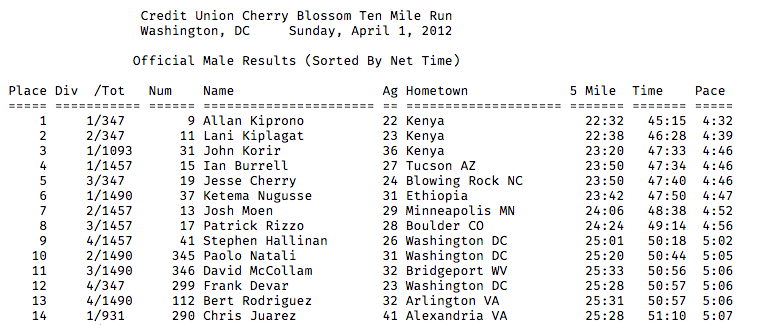 Credit Union Cherry Blossom Ten Mile Run
Washington, DC     Sunday, April 1, 2012
Official Male Results (Sorted By Net Time)
Place Div  /Tot  Num    Name                   Ag Hometown             5 Mile  Time    Pace
===== =========== ====== ====================== == ==================== ======= ======= =====
1     1/347        9 Allan Kiprono          22 Kenya                  22:32   45:15  4:32
2     2/347       11 Lani Kiplagat          23 Kenya                  22:38   46:28  4:39
3     1/1093      31 John Korir             36 Kenya                  23:20   47:33  4:46
4     1/1457      15 Ian Burrell            27 Tucson AZ              23:50   47:34  4:46
5     3/347       19 Jesse Cherry           24 Blowing Rock NC        23:50   47:40  4:46
6     1/1490      37 Ketema Nugusse         31 Ethiopia               23:42   47:50  4:47
7     2/1457      13 Josh Moen              29 Minneapolis MN         24:06   48:38  4:52
8     3/1457      17 Patrick Rizzo          28 Boulder CO             24:24   49:14  4:56
9     4/1457      41 Stephen Hallinan       26 Washington DC          25:01   50:18  5:02
10     2/1490     345 Paolo Natali           31 Washington DC          25:20   50:44  5:05
11     3/1490     346 David McCollam         32 Bridgeport WV          25:33   50:56  5:06
12     4/347      299 Frank Devar            23 Washington DC          25:28   50:57  5:06
13     4/1490     112 Bert Rodriguez         32 Arlington VA           25:31   50:57  5:06
14     1/931      290 Chris Juarez           41 Alexandria VA          25:28   51:10  5:07